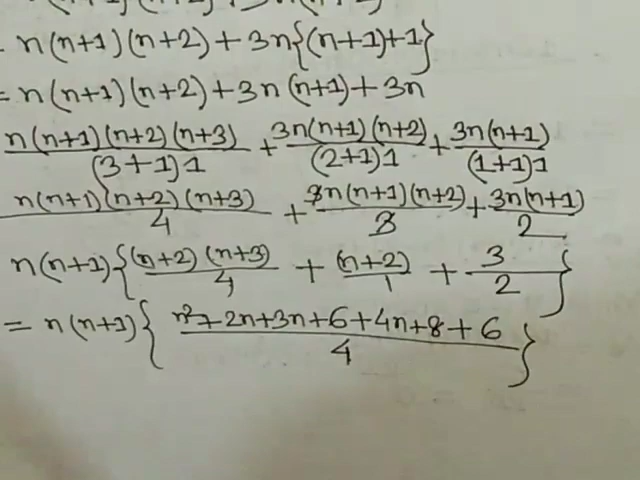 n(n+1)(n+2)+3n{(n+1)+1}
= n(n+1)(n+2)+3n(n+1)+3n
n(n+1)(n+2)(n+3)/(3+1)1 + 3n(n+1)(n+2)/(2+1)1 + 3n(n+1)/(1+1)1
n(n+1)(n+2)(n+3)/4 + 3n(n+1)(n+2)/3 + 3n(n+1)/2
n(n+1){(n+2)(n+3)/4 + (n+2)/1 + 3/2}
= n(n+1){n²+2n+3n+6+4n+8+6/4}